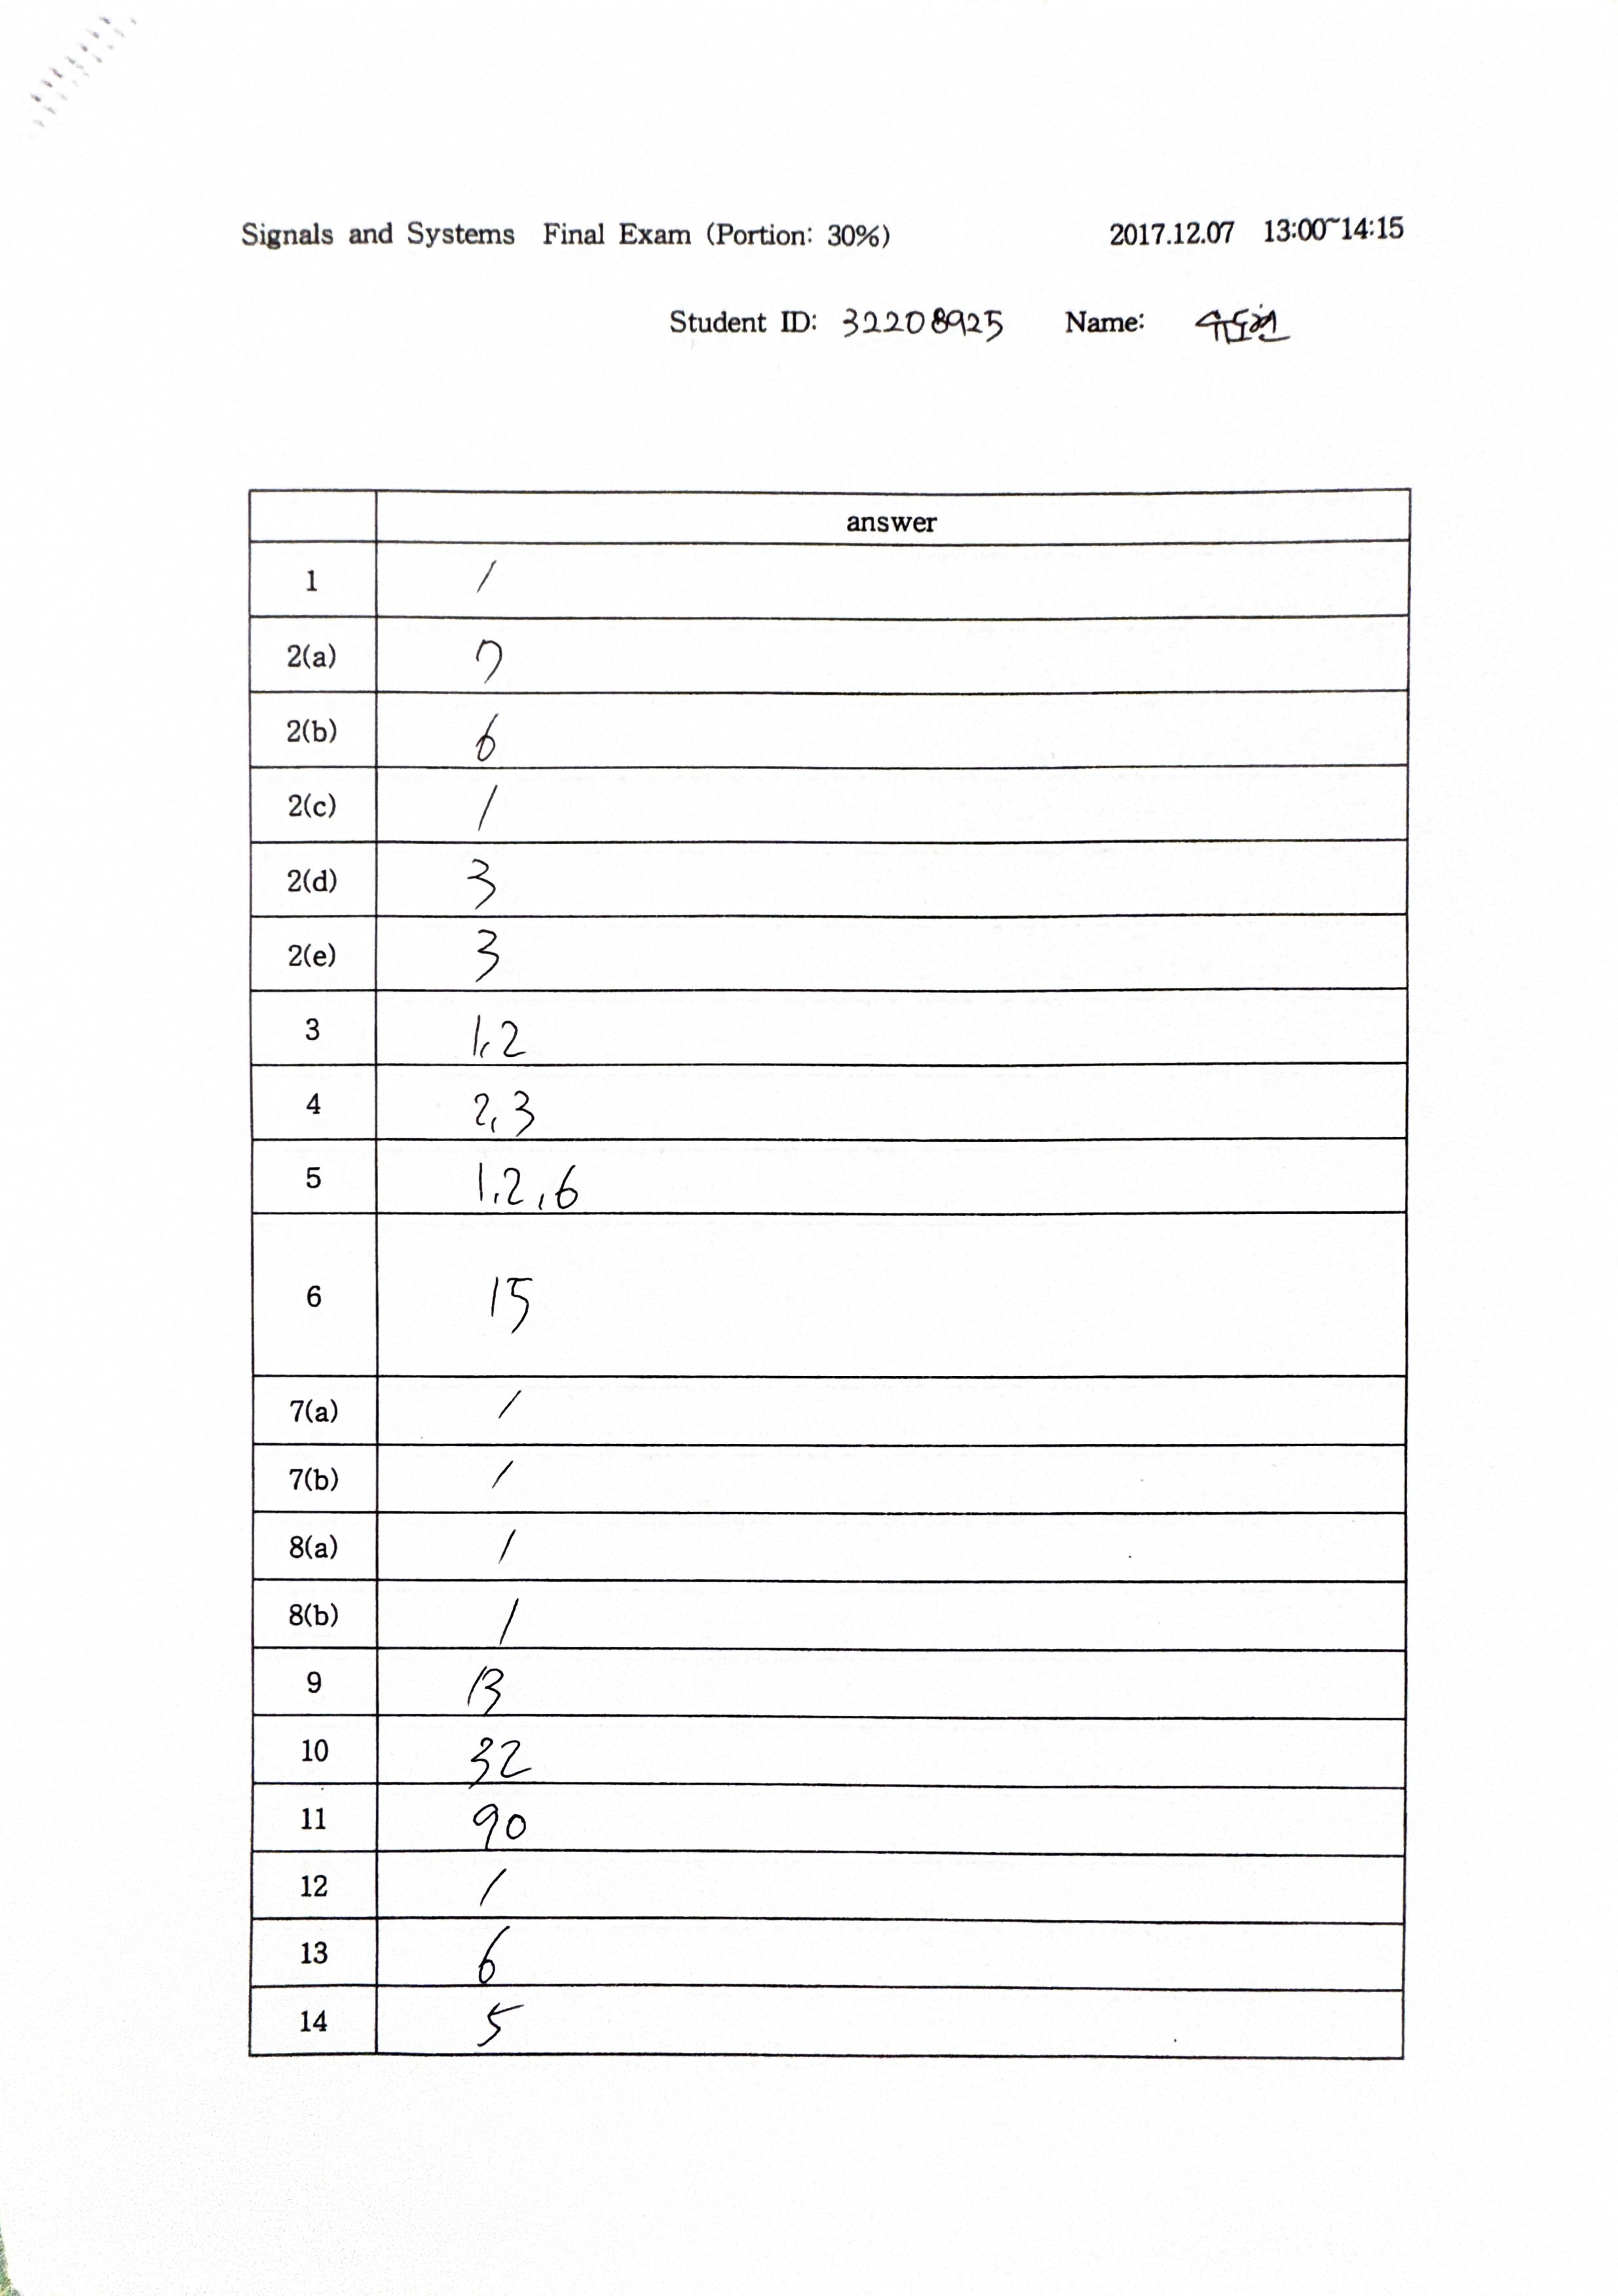 Signals and Systems Final Exam (Portion: 30%) 2017.12.07 13:00~14:15
Student ID: 32208925 Name:
answer
1 1
2(a) 7
2(b) 6
2(c) 1
2(d) 3
2(e) 3
3 1,2
4 2,3
5 1,2,6
6 15
7(a) 1
7(b) 1
8(a) 1
8(b) 1
9 13
10 32
11 90
12 1
13 6
14 5